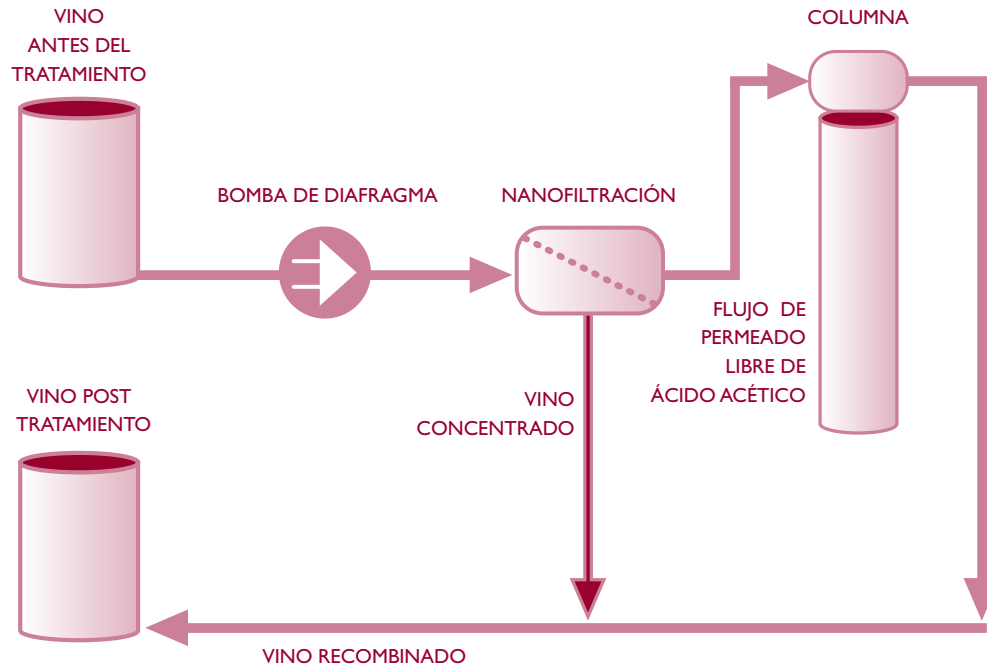 VINO
ANTES DEL
TRATAMIENTO
COLUMNA
BOMBA DE DIAFRAGMA
NANOFILTRACIÓN
FLUJO DE
PERMEADO
LIBRE DE
ÁCIDO ACÉTICO
VINO
CONCENTRADO
VINO POST
TRATAMIENTO
VINO RECOMBINADO